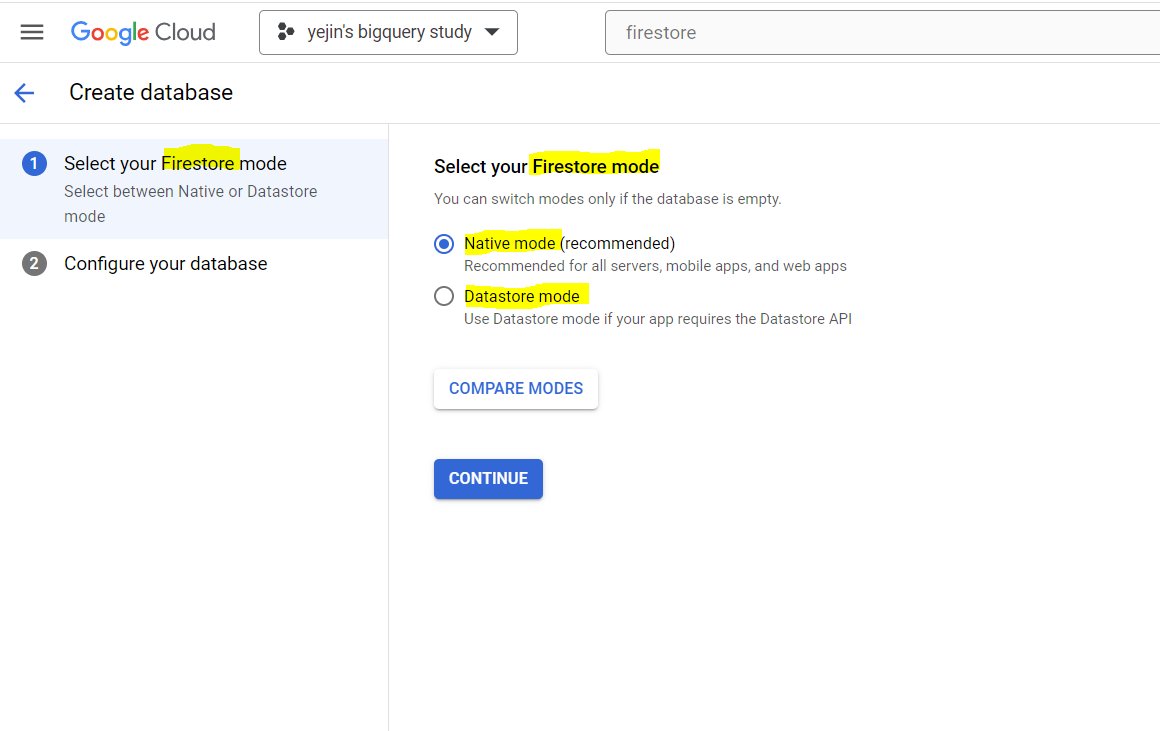 Google Cloud
yejin's bigquery study
firestore
Create database
1
Select your Firestore mode
Select between Native or Datastore
mode
2
Configure your database
Select your Firestore mode
You can switch modes only if the database is empty.
Native mode (recommended)
Recommended for all servers, mobile apps, and web apps
Datastore mode
Use Datastore mode if your app requires the Datastore API
COMPARE MODES
CONTINUE